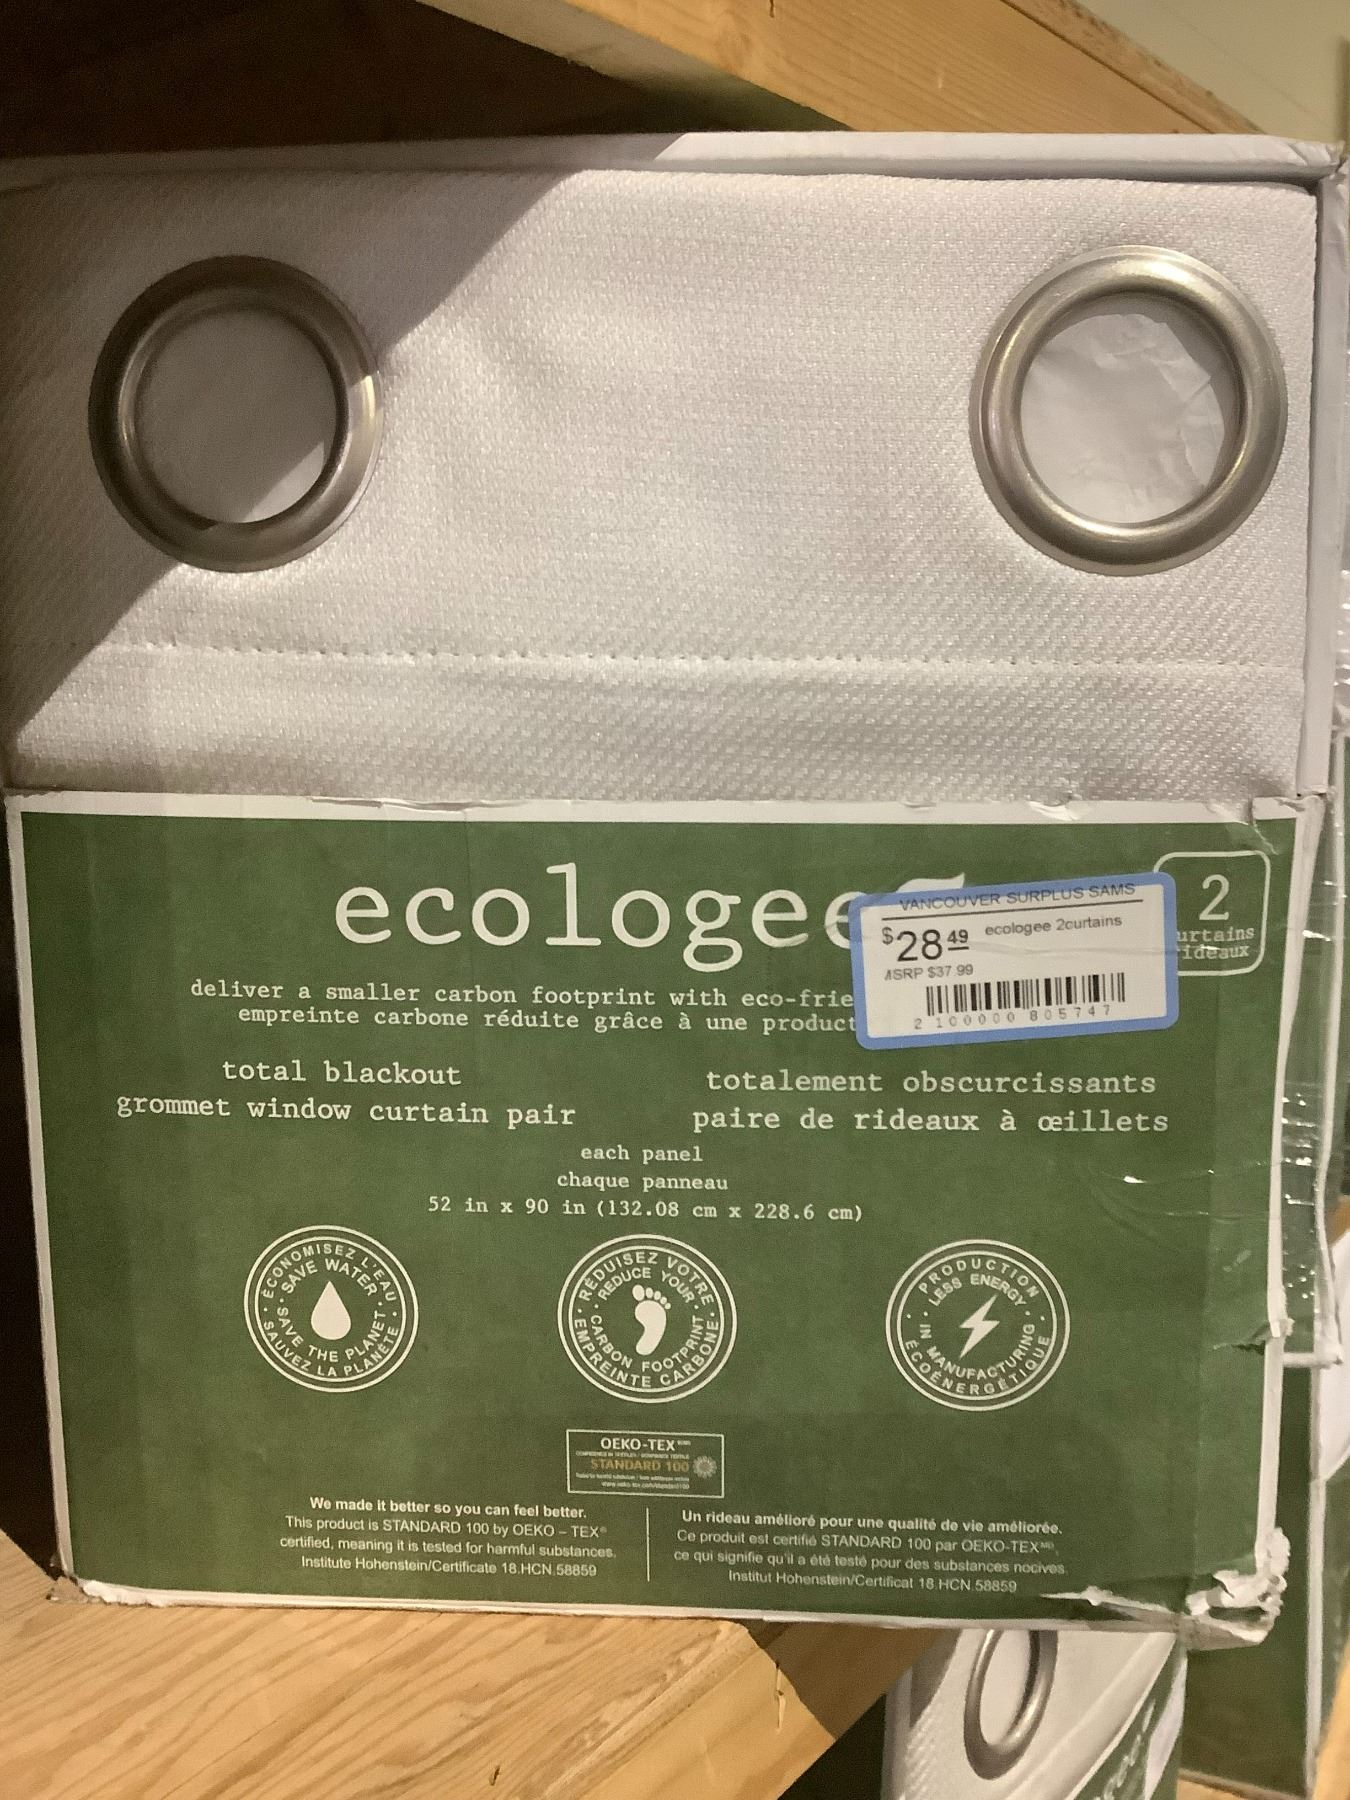 ecologee
2
urtains
ideaux
VANCOUVER SURPLUS SAMS
$28 49 ecologee 2curtains
MSRP $37.99
2 100000 805747
deliver a smaller carbon footprint with eco-frie
empreinte carbone réduite grâce à une product
total blackout
grommet window curtain pair
totalement obscurcissants
paire de rideaux à œillets
each panel
chaque panneau
52 in x 90 in (132.08 cm x 228.6 cm)
ÉCONOMISEZ L'EAU
SAVE WATER
SAVE THE PLANET
SAUVEZ LA PLANÈTE
RÉDUISEZ VOTRE
REDUCE YOUR
CARBON FOOTPRINT
EMPREINTE CARBONE
PRODUCTION
LESS ENERGY
IN MANUFACTURING
ÉCOÉNERGÉTIQUE
OEKO-TEX
STANDARD 100
We made it better so you can feel better.
This product is STANDARD 100 by OEKO – TEX®
certified, meaning it is tested for harmful substances.
Institute Hohenstein/Certificate 18.HCN.58859
Un rideau amélioré pour une qualité de vie améliorée.
Ce produit est certifié STANDARD 100 par OEKO-TEX MD,
ce qui signifie qu'il a été testé pour des substances nocives.
Institut Hohenstein/Certificat 18.HCN.58859